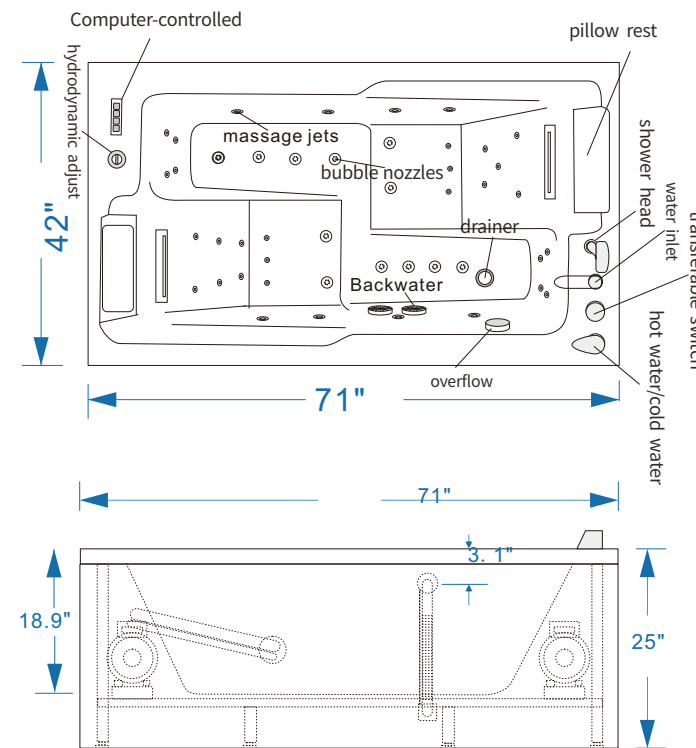 Computer-controlled
pillow rest
hydrodynamic adjust
massage jets
bubble nozzles
shower head
water inlet
transferable switch
42"
drainer
Backwater
hot water/cold water
overflow
71"
71"
3. 1"
18.9"
25"